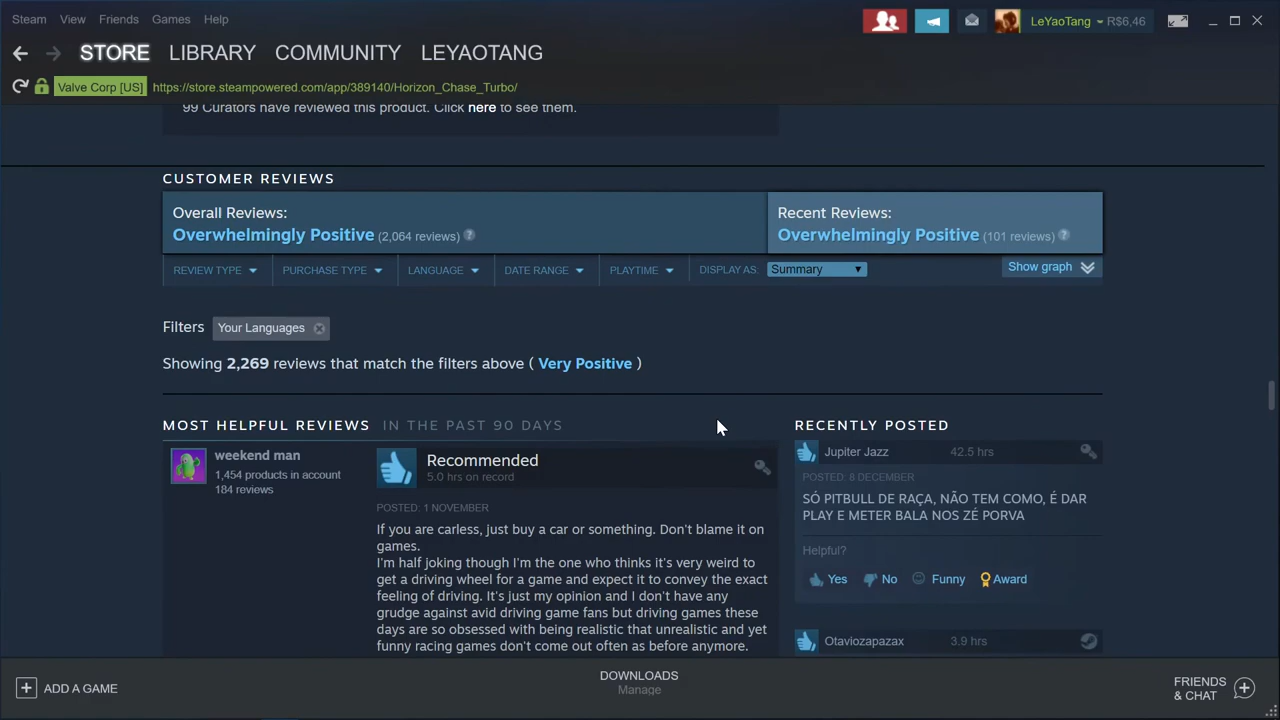 Steam View Friends Games Help
LeYaoTang R$6,46
STORE LIBRARY COMMUNITY LEYAOTANG
Valve Corp [US] https://store.steampowered.com/app/389140/Horizon_Chase_Turbo/
99 Curators have reviewed this product. Click here to see them.
CUSTOMER REVIEWS
Overall Reviews:
Overwhelmingly Positive (2,064 reviews) ?
Recent Reviews:
Overwhelmingly Positive (101 reviews) ?
REVIEW TYPE PURCHASE TYPE LANGUAGE DATE RANGE PLAYTIME DISPLAY AS: Summary Show graph
Filters Your Languages
Showing 2,269 reviews that match the filters above ( Very Positive )
MOST HELPFUL REVIEWS IN THE PAST 90 DAYS
weekend man
1,454 products in account
184 reviews
Recommended
5.0 hrs on record
POSTED: 1 NOVEMBER
If you are carless, just buy a car or something. Don't blame it on
games.
I'm half joking though I'm the one who thinks it's very weird to
get a driving wheel for a game and expect it to convey the exact
feeling of driving. It's just my opinion and I don't have any
grudge against avid driving game fans but driving games these
days are so obsessed with being realistic that unrealistic and yet
funny racing games don't come out often as before anymore.
RECENTLY POSTED
Jupiter Jazz 42.5 hrs
POSTED: 8 DECEMBER
SÓ PITBULL DE RAÇA, NÃO TEM COMO, É DAR
PLAY E METER BALA NOS ZÉ PORVA
Helpful?
Yes No Funny Award
Otaviozapazax 3.9 hrs
ADD A GAME
DOWNLOADS
Manage
FRIENDS
& CHAT